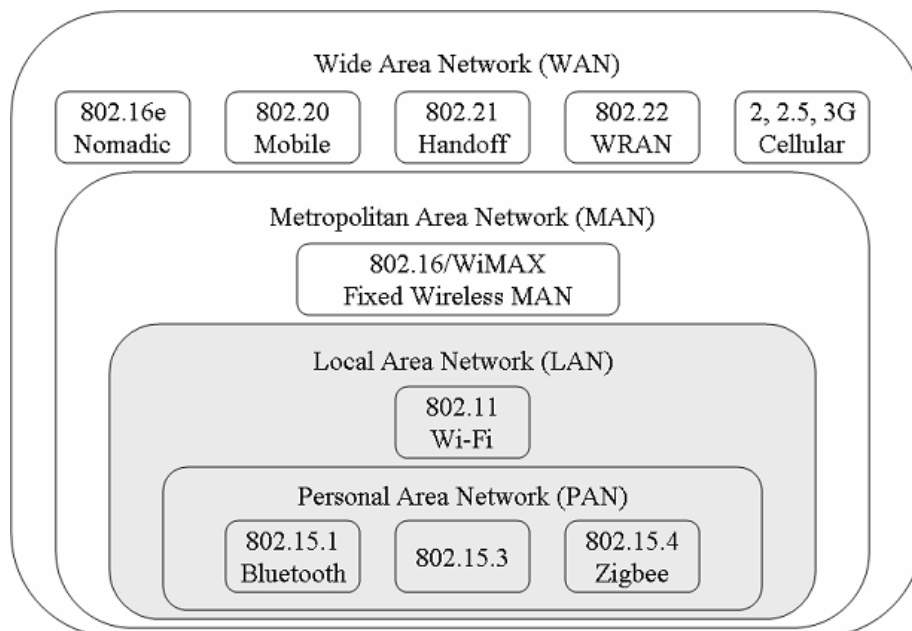 Wide Area Network (WAN)
802.16e
Nomadic
802.20
Mobile
802.21
Handoff
802.22
WRAN
2, 2.5, 3G
Cellular
Metropolitan Area Network (MAN)
802.16/WiMAX
Fixed Wireless MAN
Local Area Network (LAN)
802.11
Wi-Fi
Personal Area Network (PAN)
802.15.1
Bluetooth
802.15.3
802.15.4
Zigbee